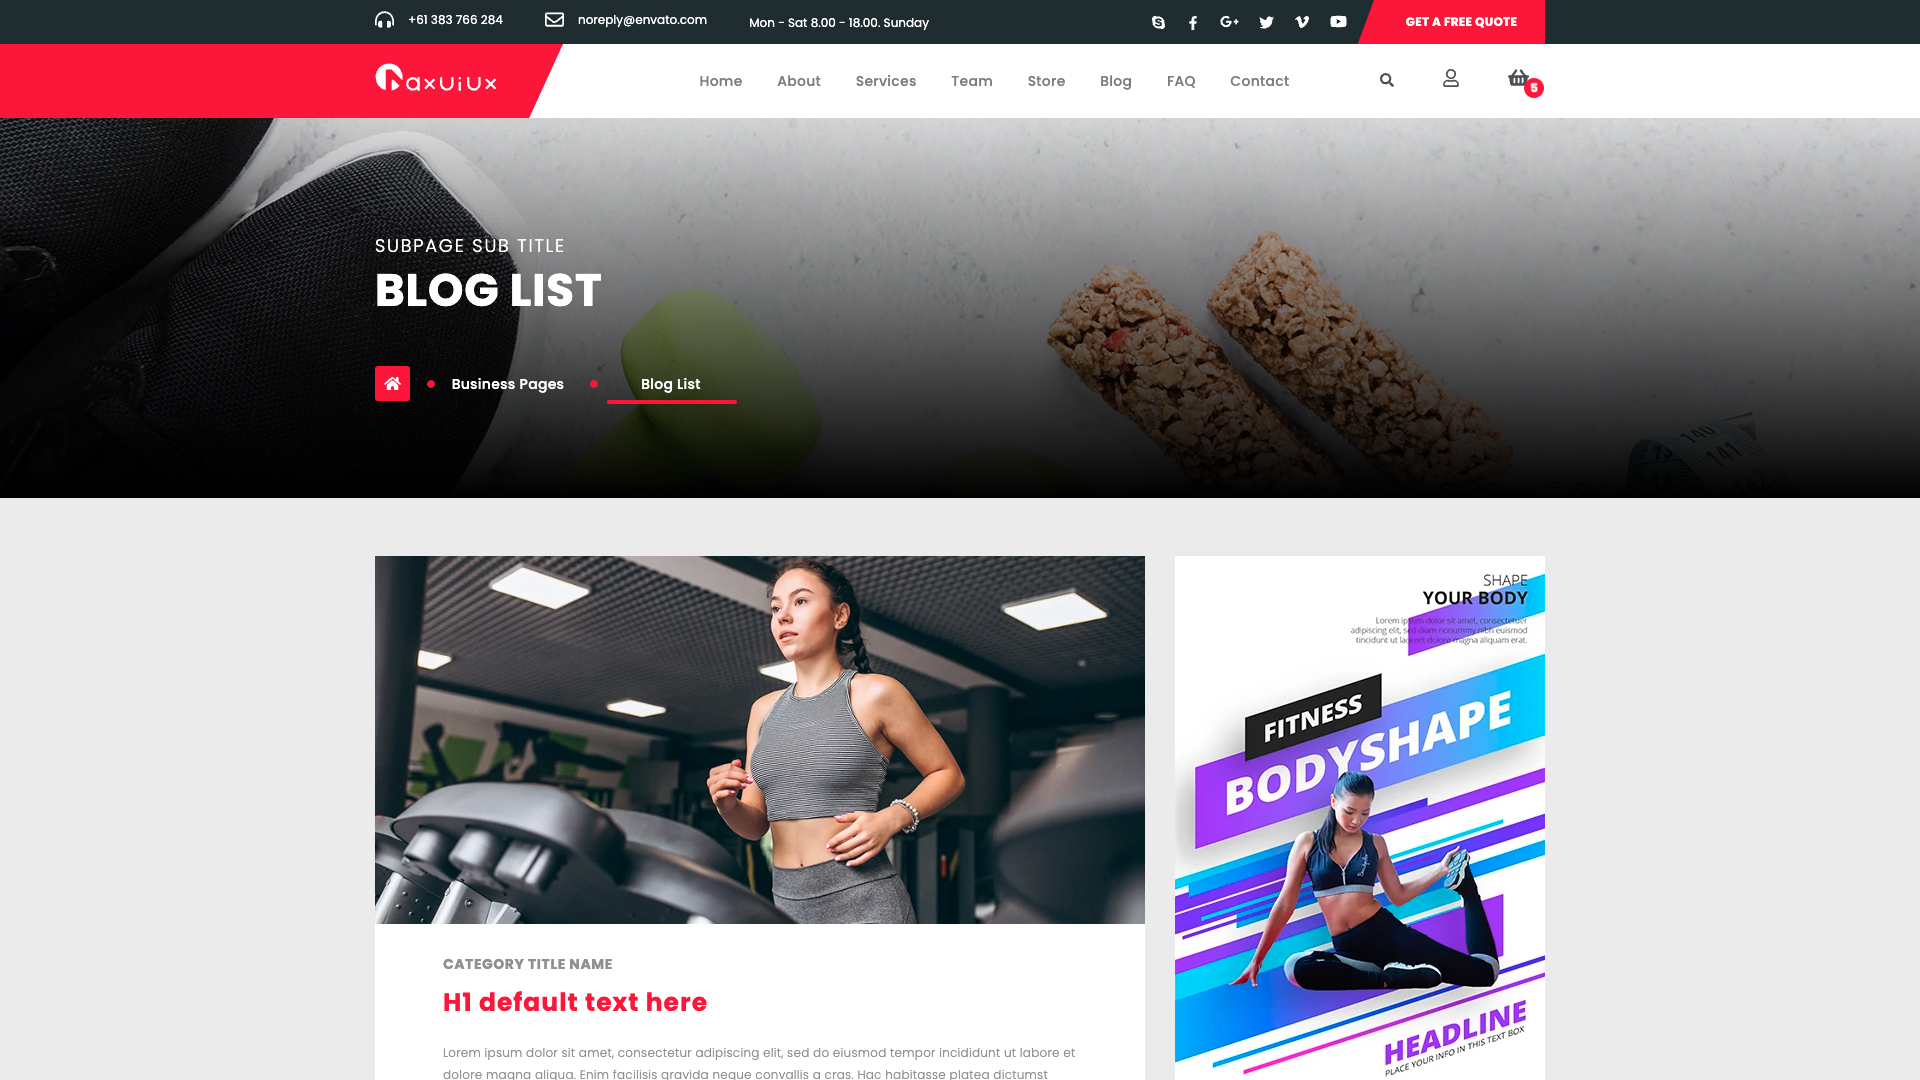 +61 383 766 284
noreply@envato.com
Mon - Sat 8.00 - 18.00. Sunday
GET A FREE QUOTE
axUiUx
Home About Services Team Store Blog FAQ Contact
5
SUBPAGE SUB TITLE
BLOG LIST
Business Pages
Blog List
140
141
SHAPE
YOUR BODY
Lorem ipsum dolor sit amet, consectetuer
adipiscing elit, sed diam nonummy nibh euismod
tincidunt ut laoreet dolore magna aliquam erat.
FITNESS
BODYSHAPE
HEADLINE
PLACE YOUR INFO IN THIS TEXT BOX
CATEGORY TITLE NAME
H1 default text here
Lorem ipsum dolor sit amet, consectetur adipiscing elit, sed do eiusmod tempor incididunt ut labore et
dolore magna aliqua. Enim facilisis gravida neque convallis a cras. Hac habitasse platea dictumst